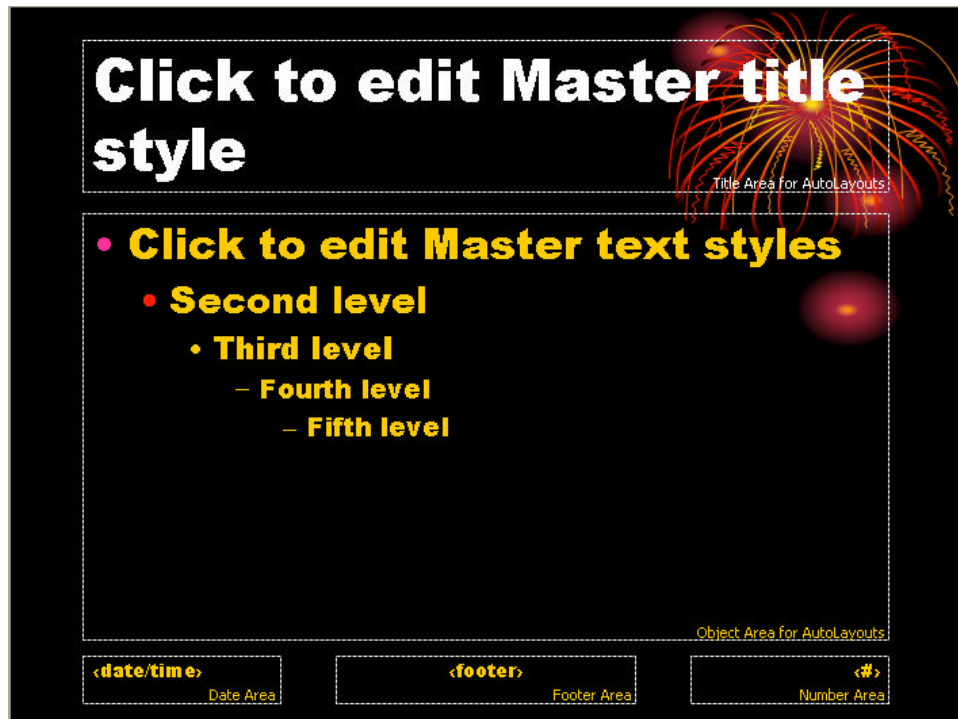 Click to edit Master title
style
Title Area for AutoLayouts
• Click to edit Master text styles
• Second level
• Third level
– Fourth level
– Fifth level
Object Area for AutoLayouts
‹date/time›
Date Area
‹footer›
Footer Area
‹#›
Number Area